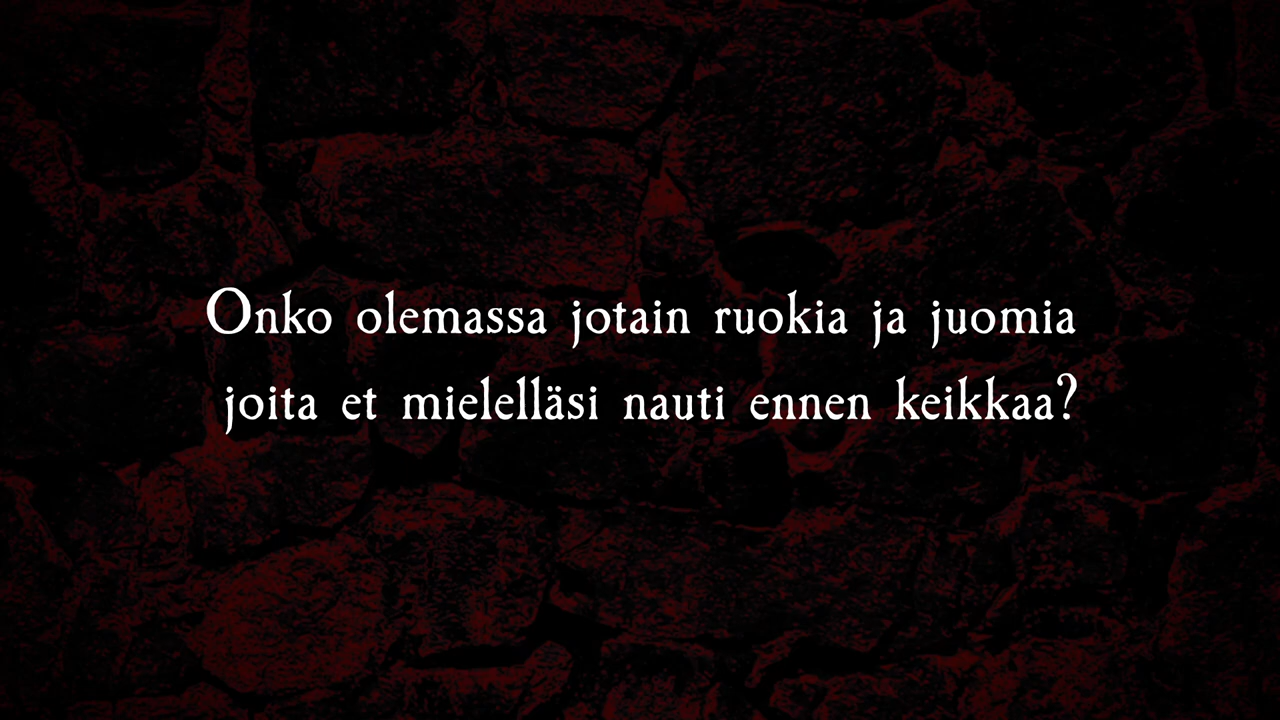 Onko olemassa jotain ruokia ja juomia
joita et mielelläsi nauti ennen keikkaa?